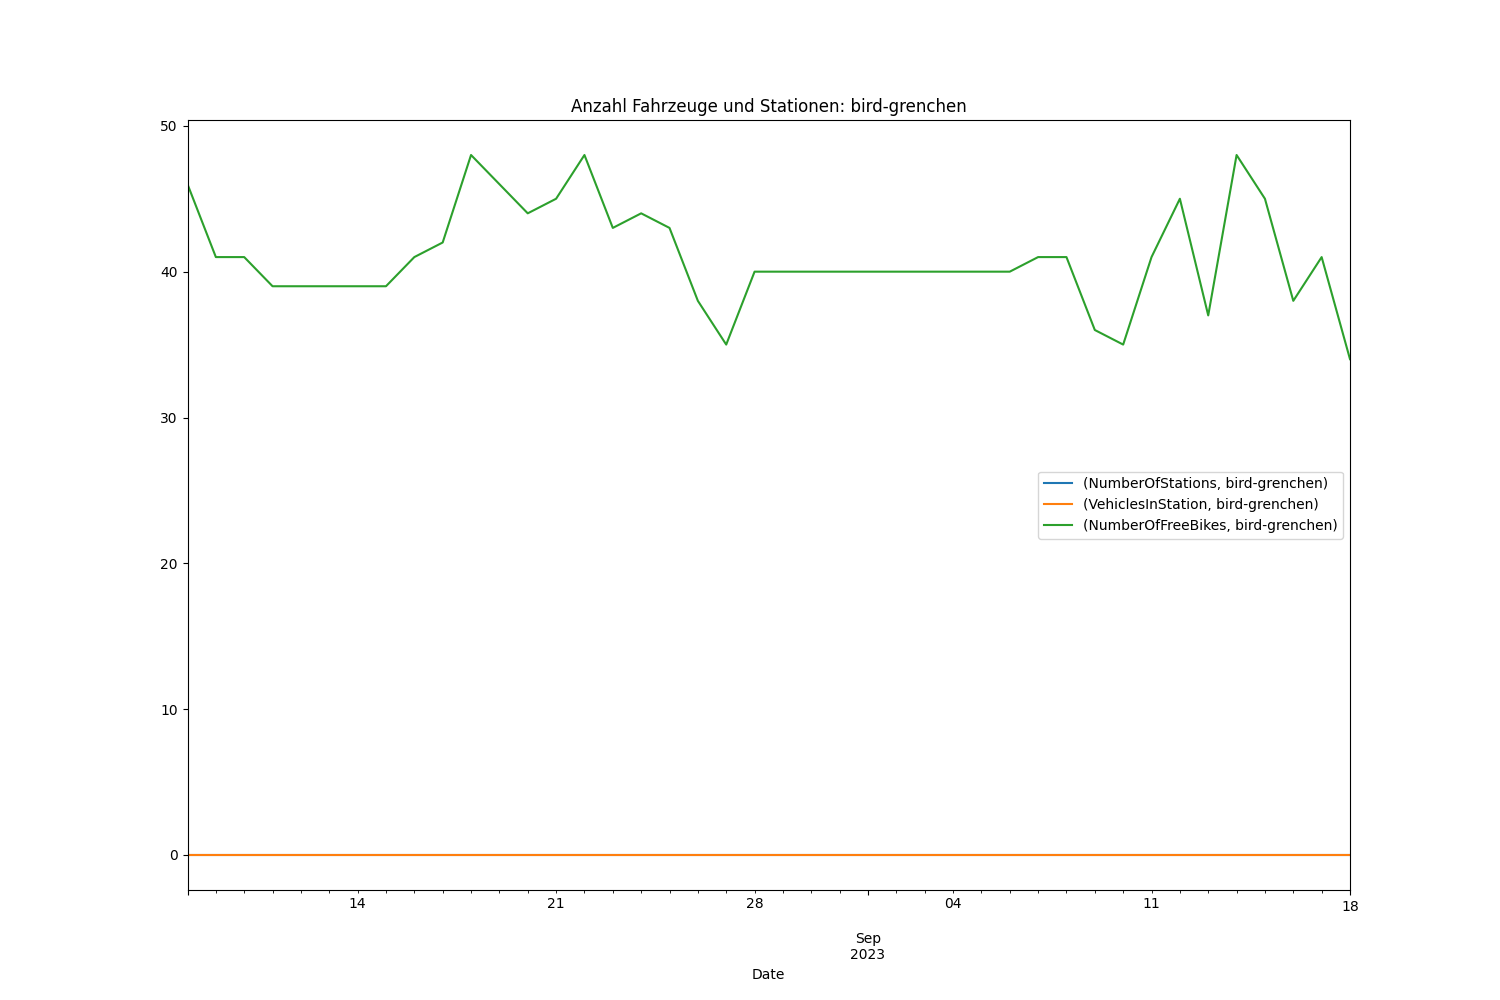 Anzahl Fahrzeuge und Stationen: bird-grenchen
50
40
30
20
10
0
(NumberOfStations, bird-grenchen)
(VehiclesInStation, bird-grenchen)
(NumberOfFreeBikes, bird-grenchen)
14 21 28 04 11 18
Sep
2023
Date